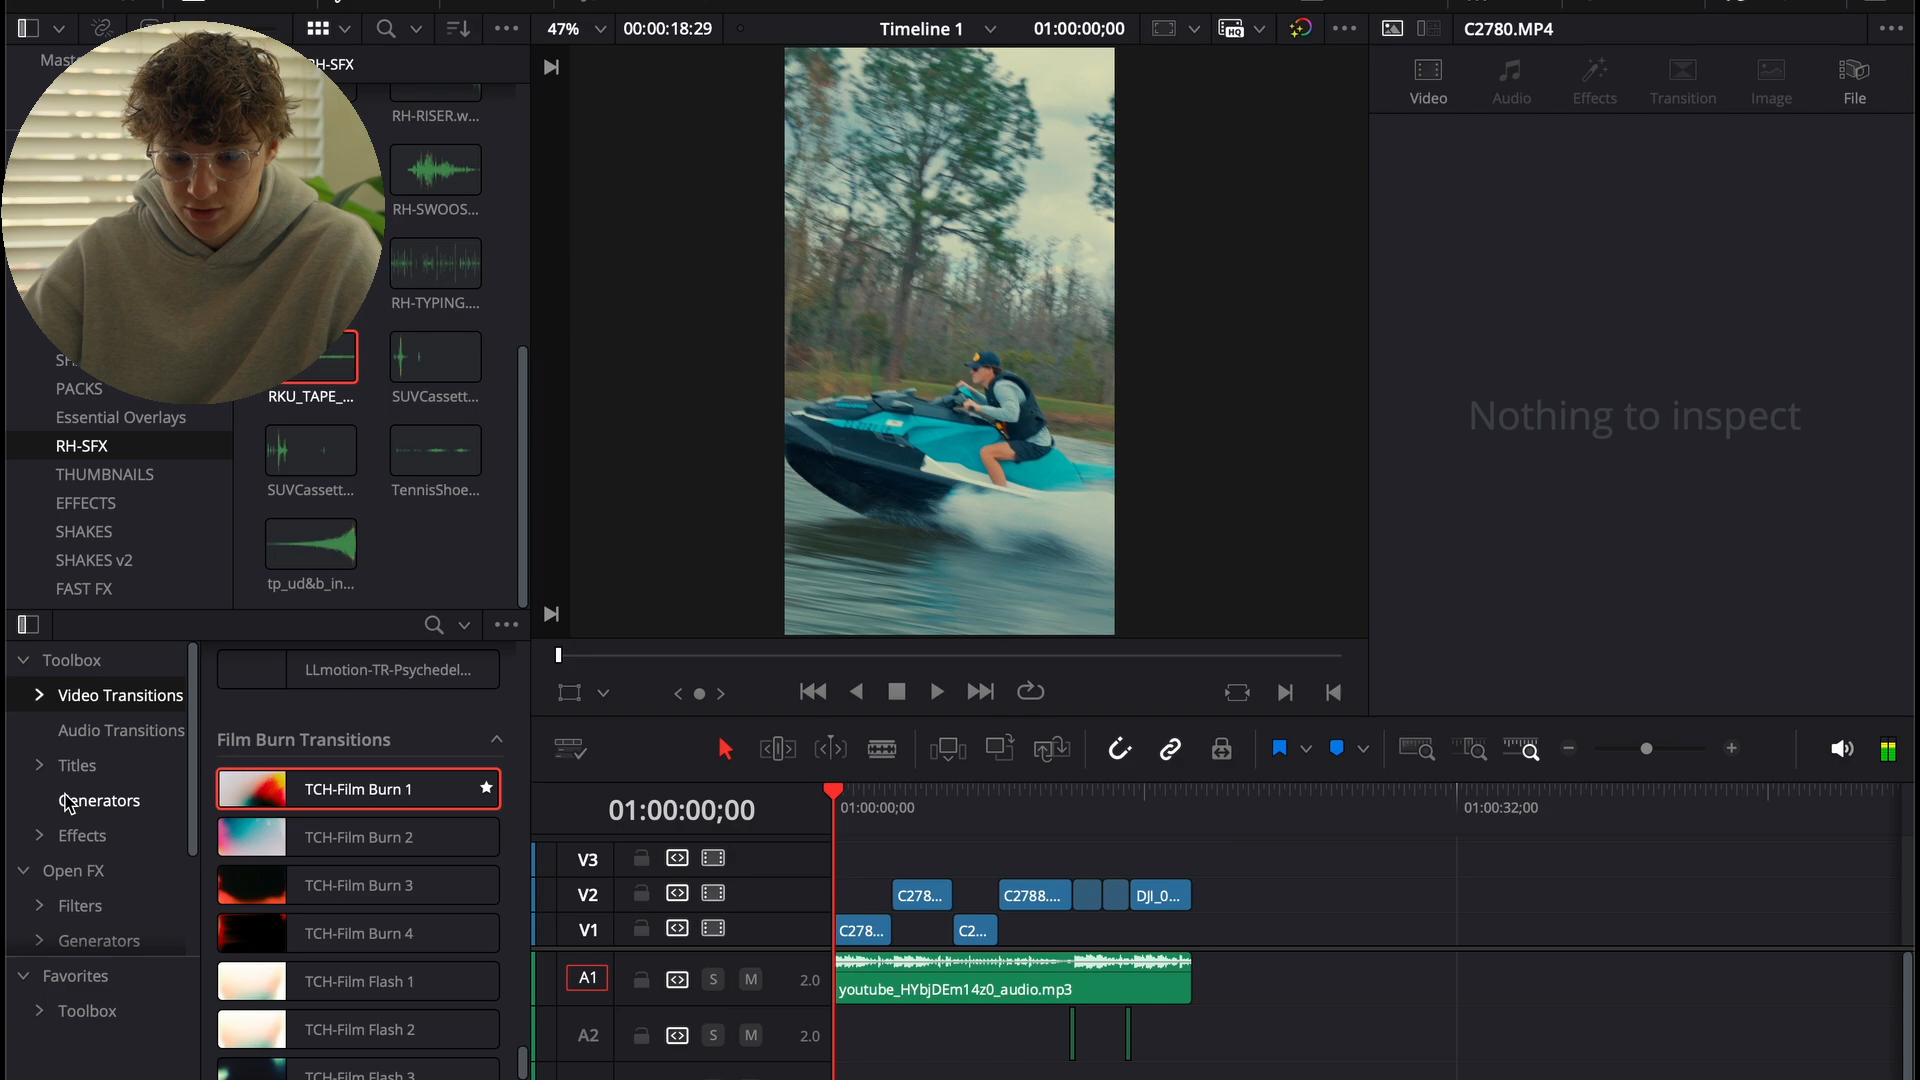 47%
00:00:18:29
Timeline 1
01:00:00;00
C2780.MP4
Mast
RH-SFX
Video
Audio
Effects
Transition
Image
File
RH-RISER.w...
RH-SWOOS...
RH-TYPING....
PACKS
RKU_TAPE_...
SUVCassett...
Essential Overlays
RH-SFX
THUMBNAILS
SUVCassett...
TennisShoe...
EFFECTS
SHAKES
SHAKES v2
FAST FX
tp_ud&b_in...
Nothing to inspect
Toolbox
Video Transitions
Audio Transitions
Titles
Generators
Effects
Open FX
Filters
Generators
Favorites
Toolbox
LLmotion-TR-Psychedel...
Film Burn Transitions
TCH-Film Burn 1
TCH-Film Burn 2
TCH-Film Burn 3
TCH-Film Burn 4
TCH-Film Flash 1
TCH-Film Flash 2
TCH-Film Flash 3
01:00:00;00
01:00:00;00
01:00:32;00
V3
V2
C278...
C2788....
DJI_0...
V1
C278...
C2...
A1
S
M
2.0
youtube_HYbjDEm14z0_audio.mp3
A2
S
M
2.0